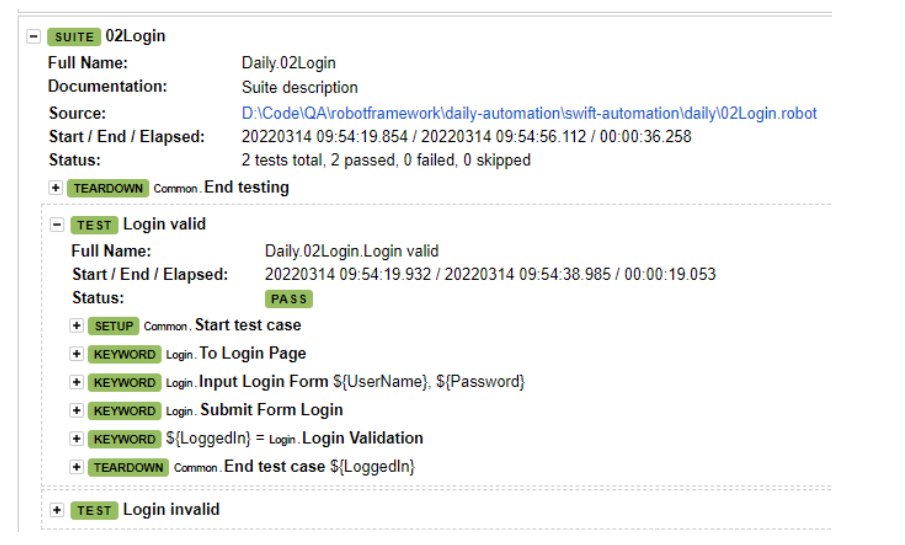 SUITE 02Login
Full Name: Daily.02Login
Documentation: Suite description
Source: D:\Code\QA\robotframework\daily-automation\swift-automation\daily\02Login.robot
Start / End / Elapsed: 20220314 09:54:19.854 / 20220314 09:54:56.112 / 00:00:36.258
Status: 2 tests total, 2 passed, 0 failed, 0 skipped
TEARDOWN Common.End testing
TEST Login valid
Full Name: Daily.02Login.Login valid
Start / End / Elapsed: 20220314 09:54:19.932 / 20220314 09:54:38.985 / 00:00:19.053
Status: PASS
SETUP Common.Start test case
KEYWORD Login.To Login Page
KEYWORD Login.Input Login Form ${UserName}, ${Password}
KEYWORD Login.Submit Form Login
KEYWORD ${LoggedIn} = Login.Login Validation
TEARDOWN Common.End test case ${LoggedIn}
TEST Login invalid